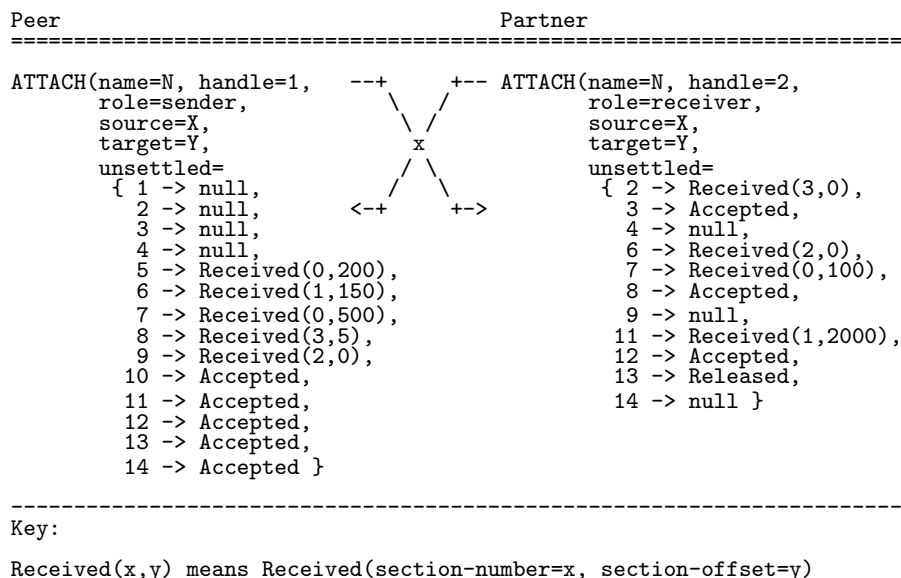 Peer                                   Partner
=======================================================================
ATTACH(name=N, handle=1,   --+     +-- ATTACH(name=N, handle=2,
       role=sender,           \   /           role=receiver,
       source=X,               \ /            source=X,
       target=Y,                x             target=Y,
       unsettled=              / \            unsettled=
        { 1 -> null,          /   \            { 2 -> Received(3,0),
          2 -> null,       <-+     +->           3 -> Accepted,
          3 -> null,                             4 -> null,
          4 -> null,                             6 -> Received(2,0),
          5 -> Received(0,200),                  7 -> Received(0,100),
          6 -> Received(1,150),                  8 -> Accepted,
          7 -> Received(0,500),                  9 -> null,
          8 -> Received(3,5),                   11 -> Received(1,2000),
          9 -> Received(2,0),                   12 -> Accepted,
         10 -> Accepted,                        13 -> Released,
         11 -> Accepted,                        14 -> null }
         12 -> Accepted,
         13 -> Accepted,
         14 -> Accepted }
-----------------------------------------------------------------------
Key:
Received(x,y) means Received(section-number=x, section-offset=y)